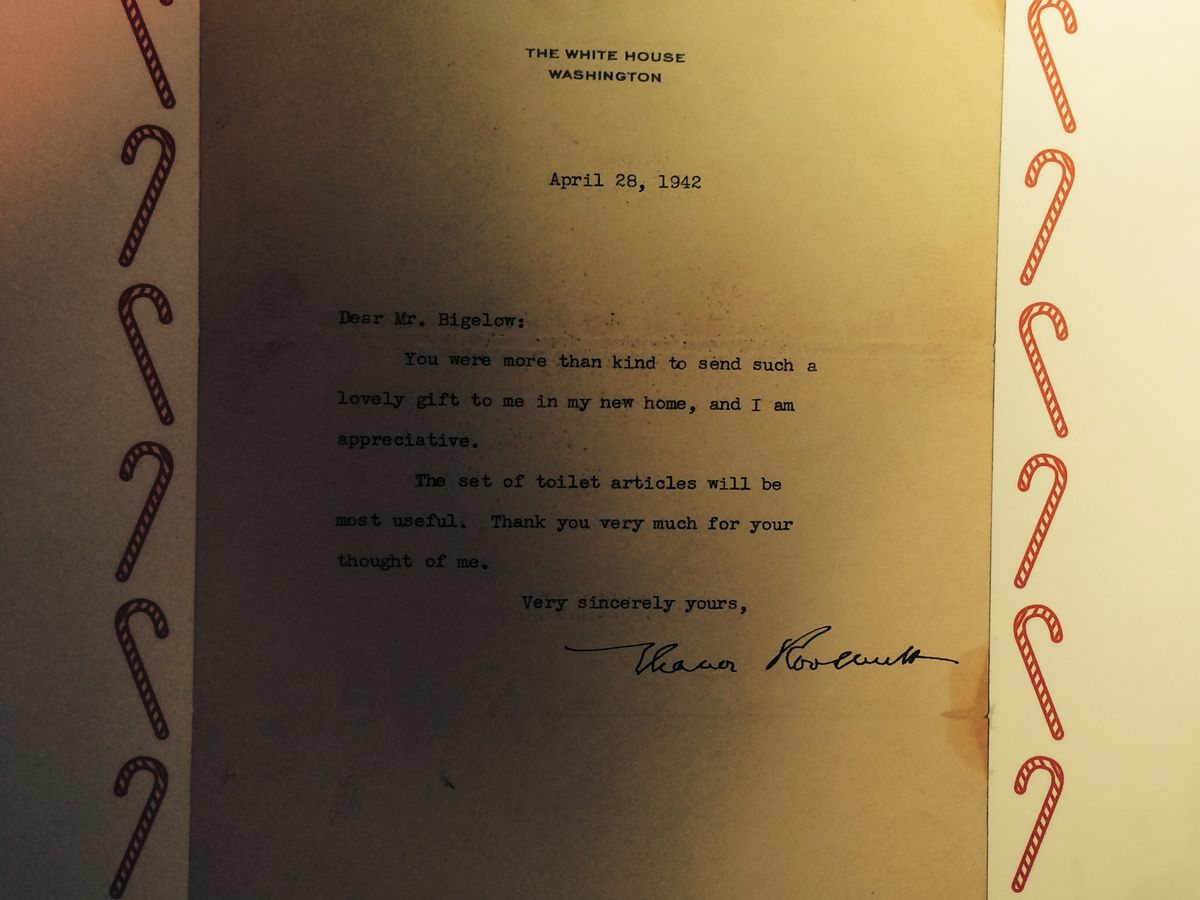 THE WHITE HOUSE
WASHINGTON
April 28, 1942
Dear Mr. Bigelow:
You were more than kind to send such a
lovely gift to me in my new home, and I am
appreciative.
The set of toilet articles will be
most useful. Thank you very much for your
thought of me.
Very sincerely yours,
Eleanor Roosevelt